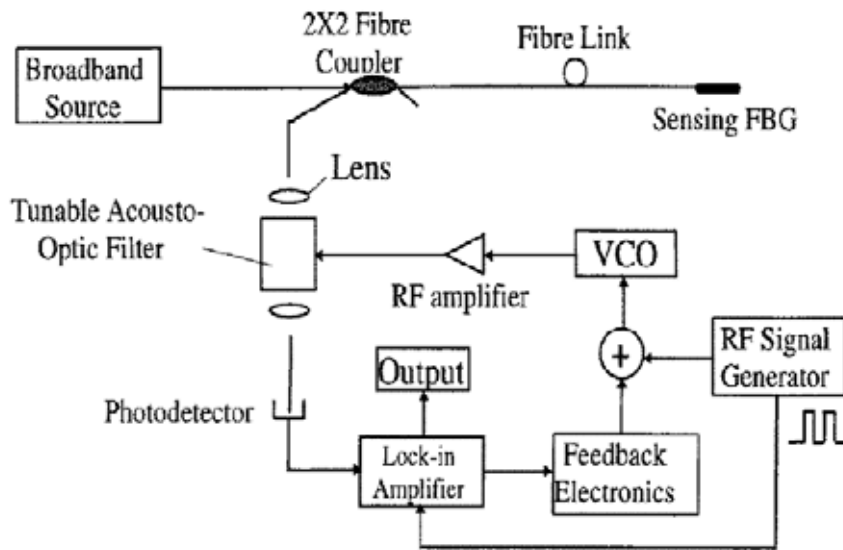 2X2 Fibre
Coupler
Fibre Link
Broadband
Source
Sensing FBG
Lens
Tunable Acousto-
Optic Filter
VCO
RF amplifier
+
RF Signal
Generator
Output
Photodetector
Lock-in
Amplifier
Feedback
Electronics